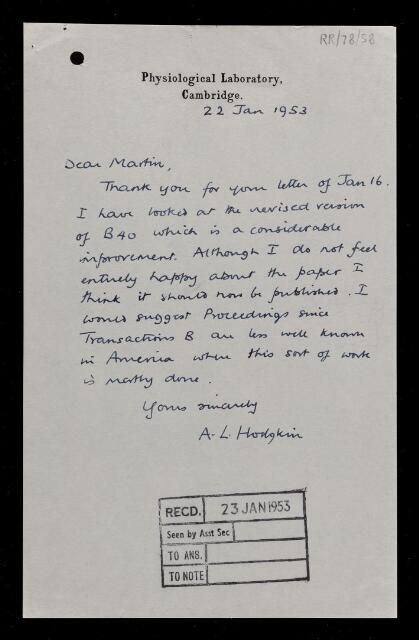 RR/78/58
Physiological Laboratory,
Cambridge.
22 Jan 1953
Dear Martin,
Thank you for your letter of Jan 16.
I have looked at the revised version
of B40 which is a considerable
improvement. Although I do not feel
entirely happy about the paper I
think it should now be published. I
would suggest Proceedings since
Transactions B are less well known
in America where this sort of work
is mostly done.
Yours sincerely
A. L. Hodgkin
RECD. 23 JAN 1953
Seen by Asst Sec
TO ANS.
TO NOTE